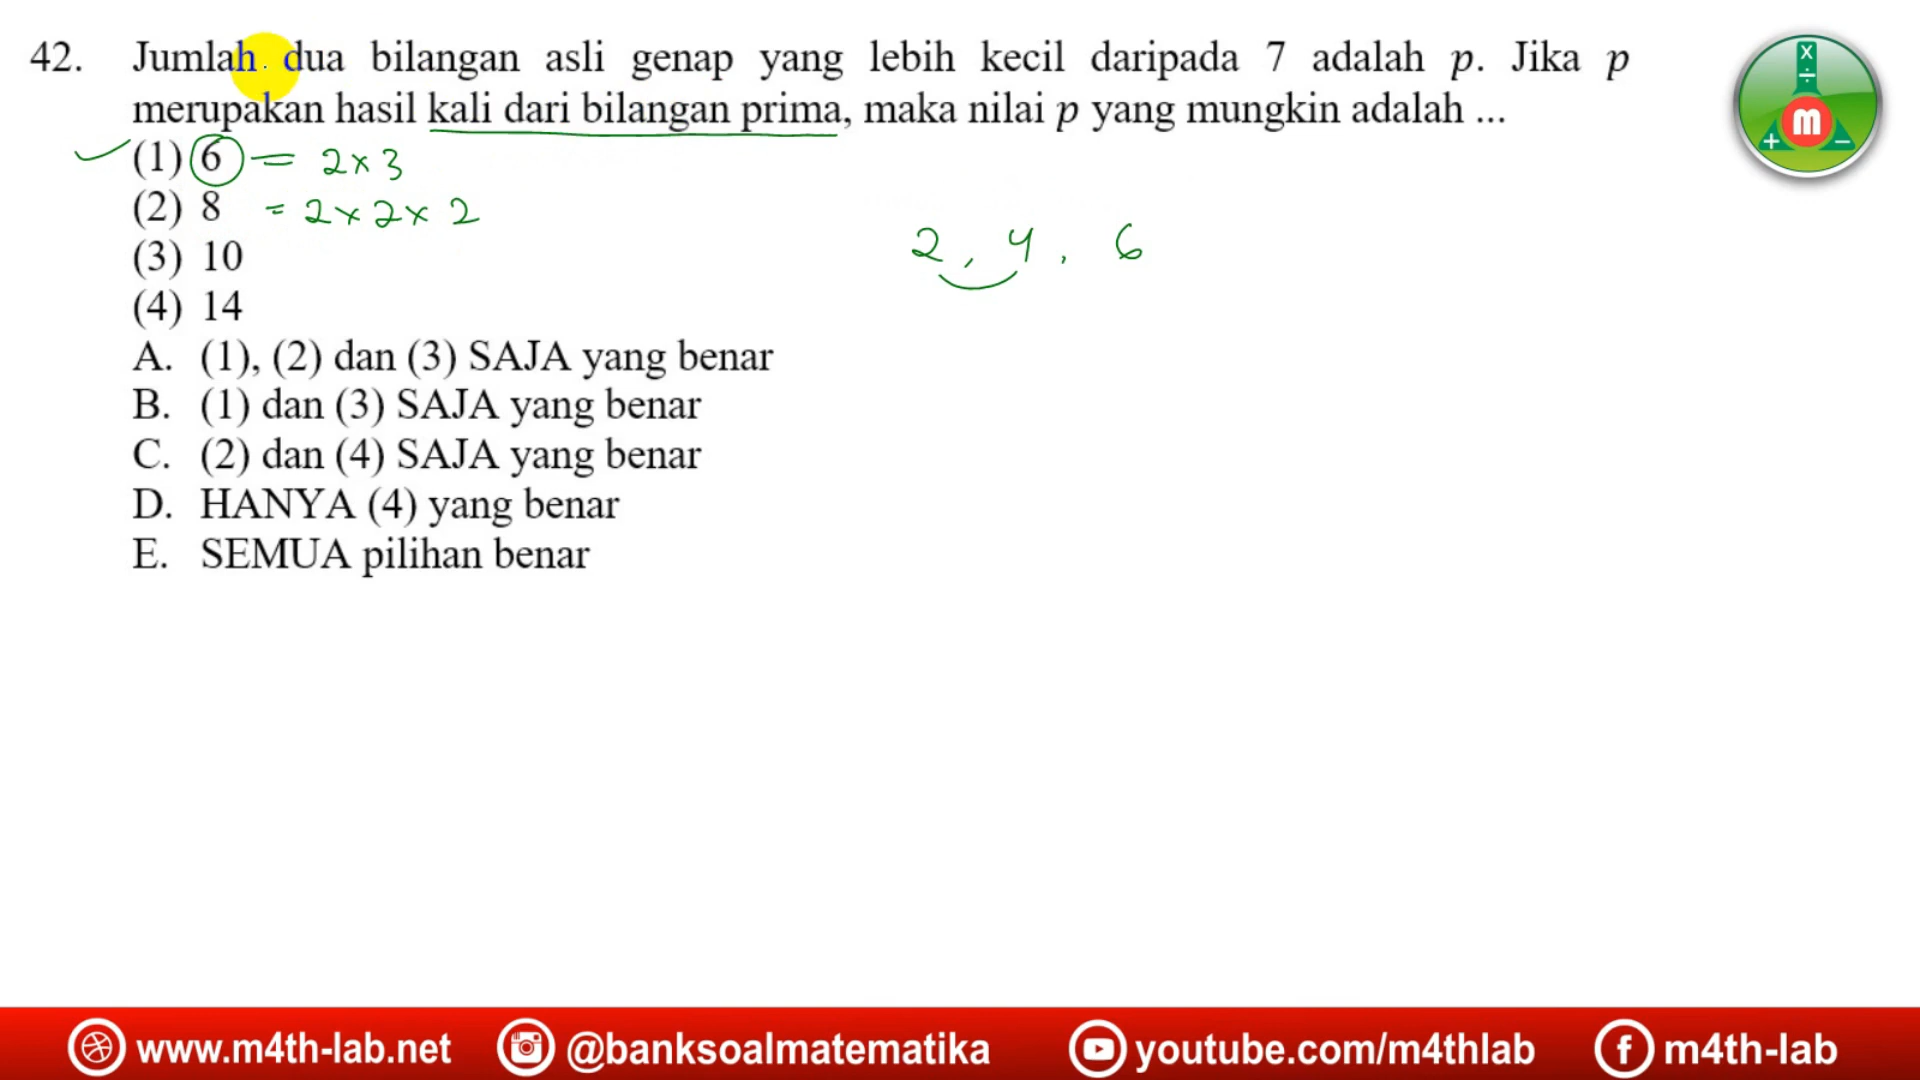 42. Jumlah dua bilangan asli genap yang lebih kecil daripada 7 adalah p. Jika p
merupakan hasil kali dari bilangan prima, maka nilai p yang mungkin adalah ...
(1) 6 = 2 x 3
(2) 8 = 2 x 2 x 2
2, 4, 6
(3) 10
(4) 14
A. (1), (2) dan (3) SAJA yang benar
B. (1) dan (3) SAJA yang benar
C. (2) dan (4) SAJA yang benar
D. HANYA (4) yang benar
E. SEMUA pilihan benar
x ÷ m + −
www.m4th-lab.net @banksoalmatematika youtube.com/m4thlab f m4th-lab